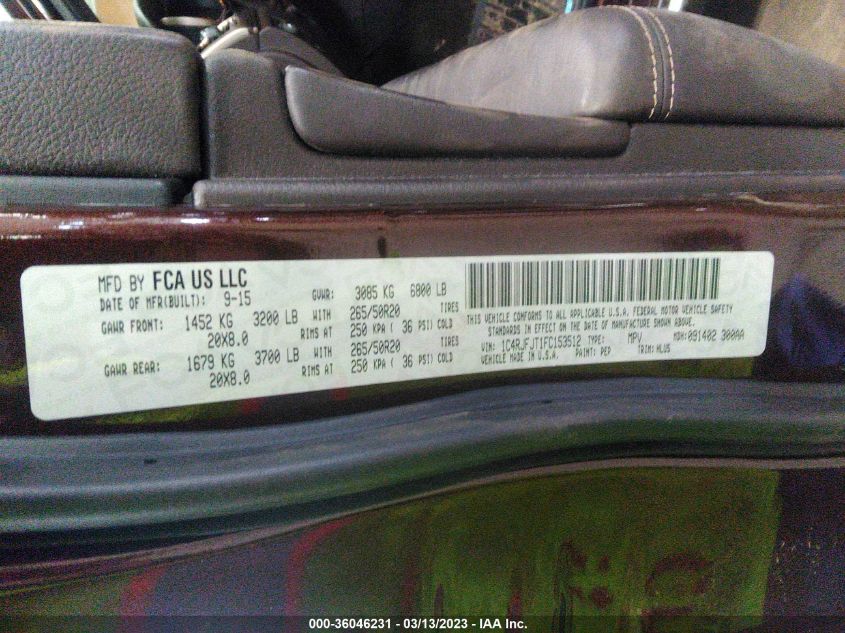 MFD BY FCA US LLC
DATE OF MFR(BUILT): 9-15 GVWR: 3085 KG 6800 LB
GAWR FRONT: 1452 KG 3200 LB WITH 265/50R20 TIRES
20X8.0 RIMS AT 250 KPA ( 36 PSI) COLD
GAWR REAR: 1679 KG 3700 LB WITH 265/50R20 TIRES
20X8.0 RIMS AT 250 KPA ( 36 PSI) COLD
THIS VEHICLE CONFORMS TO ALL APPLICABLE U.S.A. FEDERAL MOTOR VEHICLE SAFETY
STANDARDS IN EFFECT ON THE DATE OF MANUFACTURE SHOWN ABOVE.
VIN: 1C4RJFJT1FC153512 TYPE: MPV MDH: 091402 300AA
VEHICLE MADE IN U.S.A. PAINT: PEP TRIM: HLUS
000-36046231 - 03/13/2023 - IAA Inc.